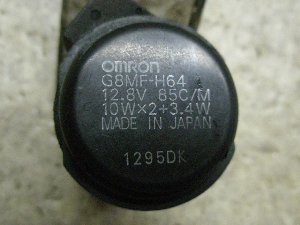 OMRON
G8MF-H64
12.8V 85C/M
10W×2+3.4W
MADE IN JAPAN
1295DK